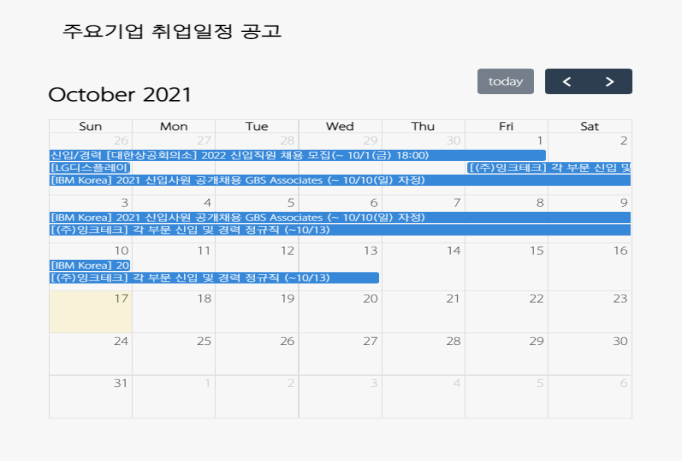 주요기업 취업일정 공고
today < >
October 2021
Sun Mon Tue Wed Thu Fri Sat
26 27 28 29 30 1 2
신입/경력 [대한상공회의소] 2022 신입직원 채용 모집(~ 10/1(금) 18:00)
[LG디스플레이] [(주)잉크테크] 각 부문 신입 및
[IBM Korea] 2021 신입사원 공개채용 GBS Associates (~ 10/10(일) 자정)
3 4 5 6 7 8 9
[IBM Korea] 2021 신입사원 공개채용 GBS Associates (~ 10/10(일) 자정)
[(주)잉크테크] 각 부문 신입 및 경력 정규직 (~10/13)
10 11 12 13 14 15 16
[IBM Korea] 20
[(주)잉크테크] 각 부문 신입 및 경력 정규직 (~10/13)
17 18 19 20 21 22 23
24 25 26 27 28 29 30
31 1 2 3 4 5 6